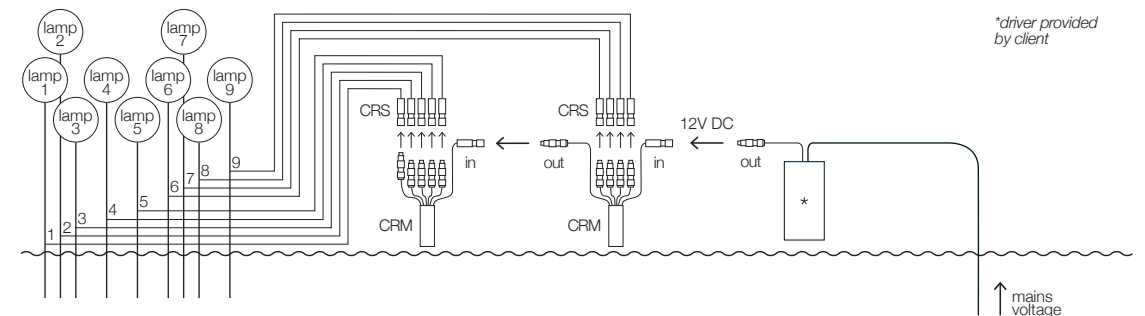 lamp
2
lamp
7
*driver provided
by client
lamp
1
lamp
4
lamp
6
lamp
9
lamp
3
lamp
5
lamp
8
CRS
CRS
12V DC
in
out
in
out
9
8
7
6
5
4
3
2
1
*
CRM
CRM
mains
voltage